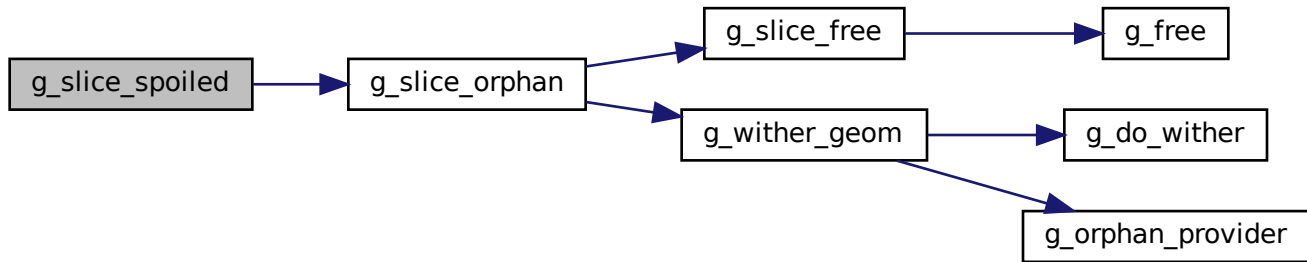 g_slice_spoiled
g_slice_orphan
g_slice_free
g_free
g_wither_geom
g_do_wither
g_orphan_provider